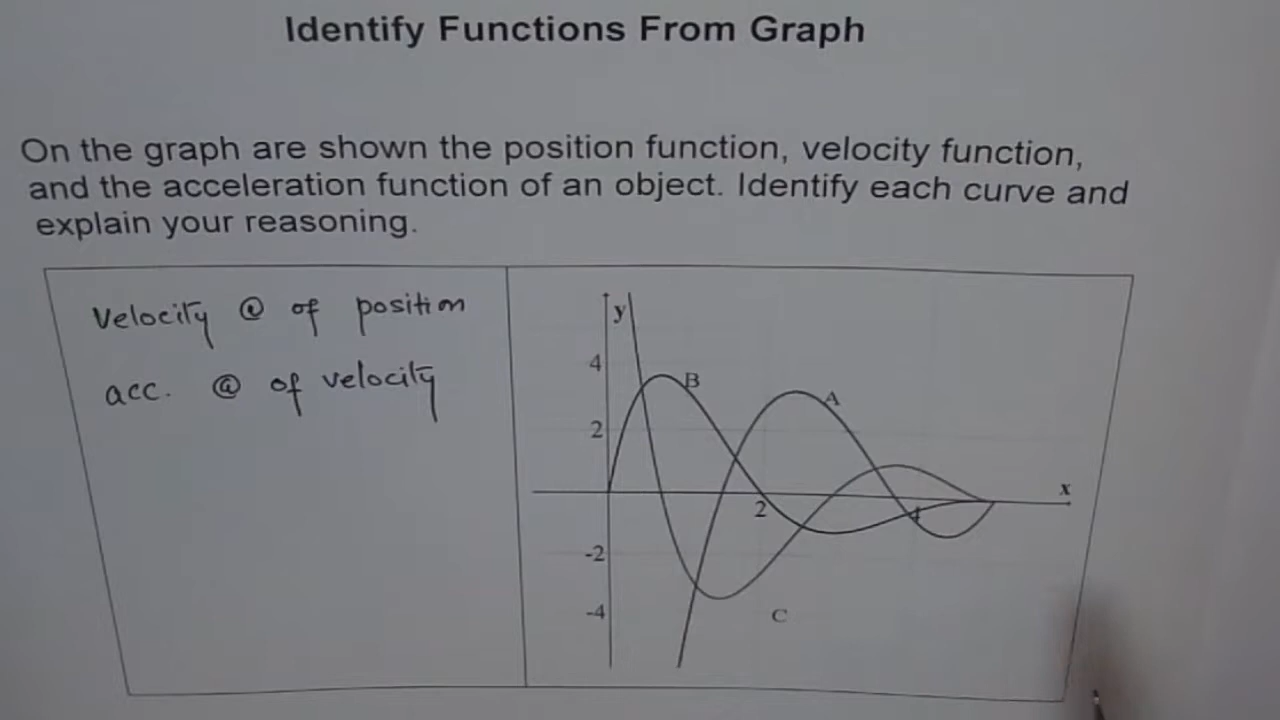 Identify Functions From Graph
On the graph are shown the position function, velocity function,
and the acceleration function of an object. Identify each curve and
explain your reasoning.
Velocity @ of position
acc. @ of velocity
y
4
B
A
2
x
2
4
-2
-4
C